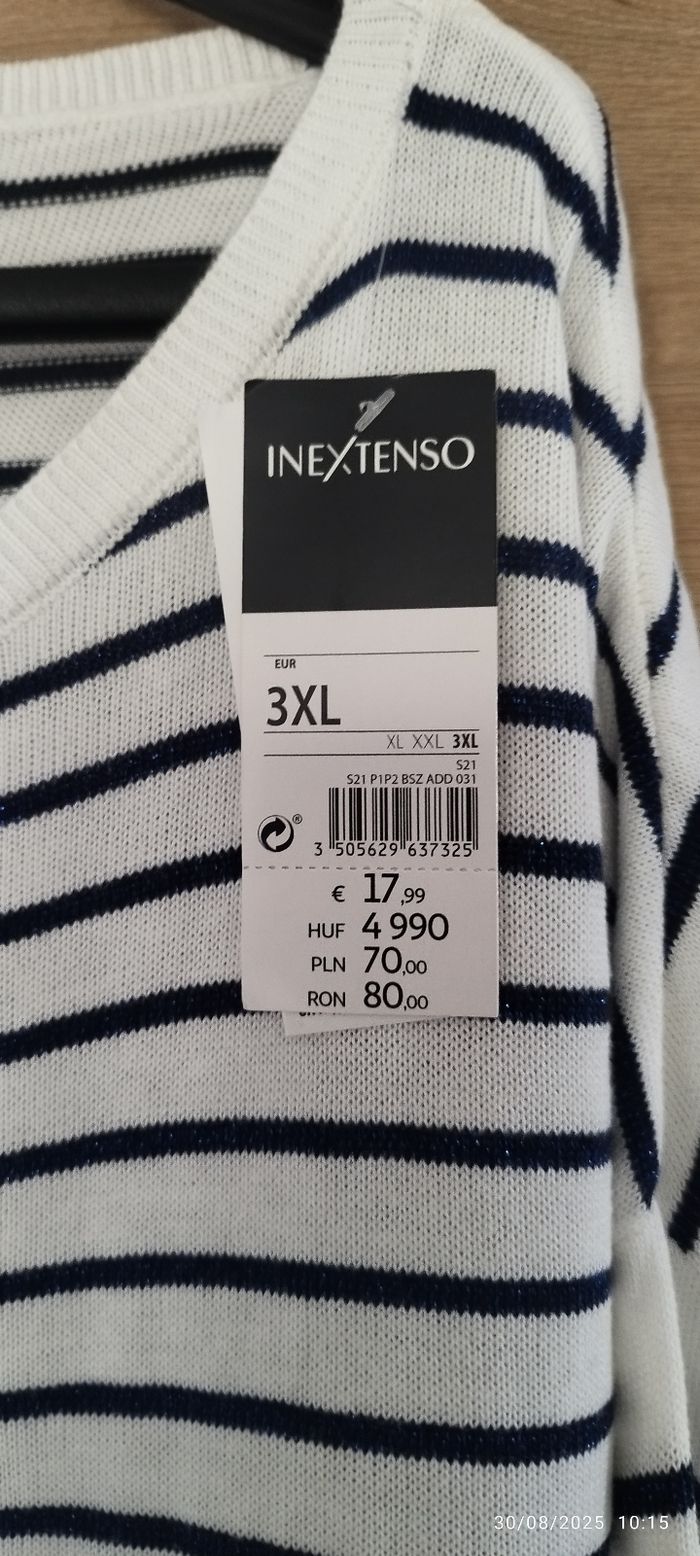 INEXTENSO
EUR
3XL
XL XXL 3XL
S21
S21 P1P2 BSZ ADD 031
3 505629 637325
€ 17,99
HUF 4 990
PLN 70,00
RON 80,00
30/08/2025 10:15